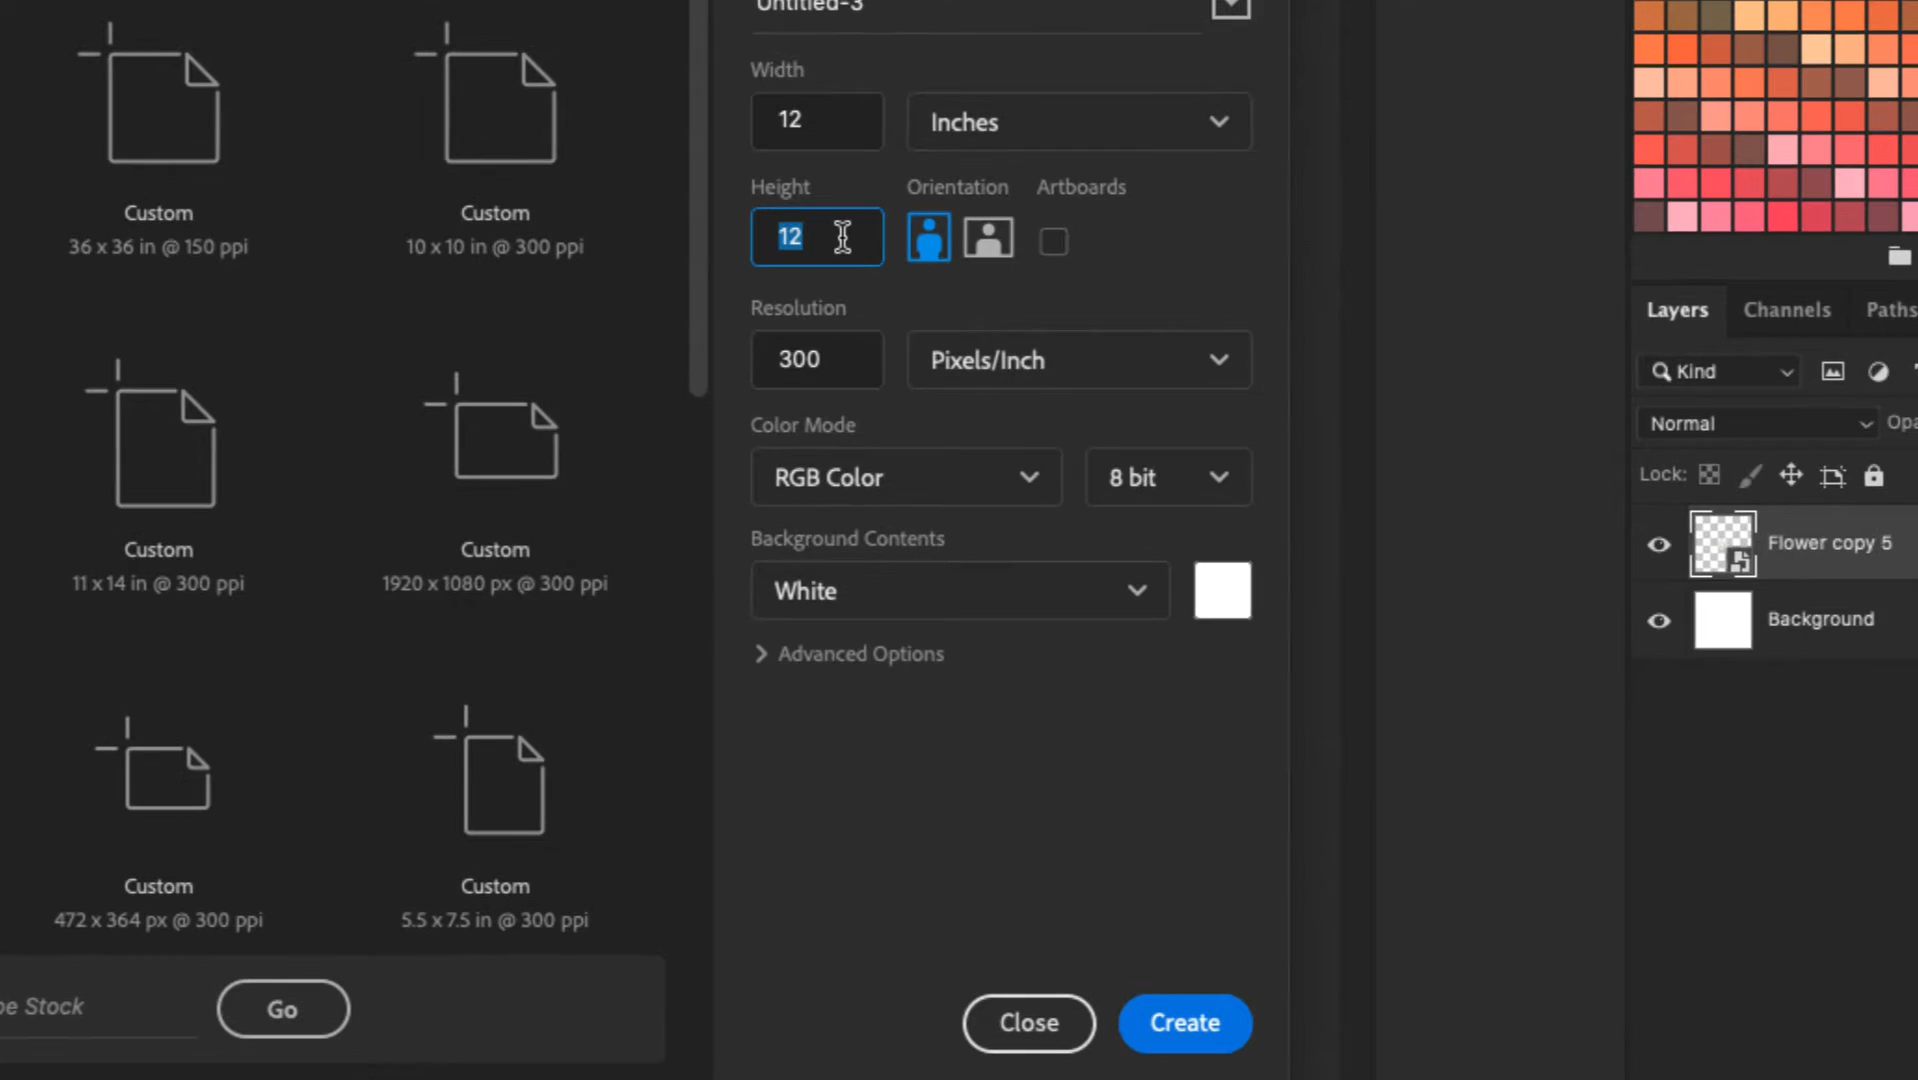 Untitled-3
Width
12
Inches
Height
Orientation
Artboards
12
Resolution
300
Pixels/Inch
Color Mode
RGB Color
8 bit
Background Contents
White
Advanced Options
Close
Create
Custom
36 x 36 in @ 150 ppi
Custom
10 x 10 in @ 300 ppi
Custom
11 x 14 in @ 300 ppi
Custom
1920 x 1080 px @ 300 ppi
Custom
472 x 364 px @ 300 ppi
Custom
5.5 x 7.5 in @ 300 ppi
be Stock
Go
Layers
Channels
Paths
Kind
Normal
Opa
Lock:
Flower copy 5
Background